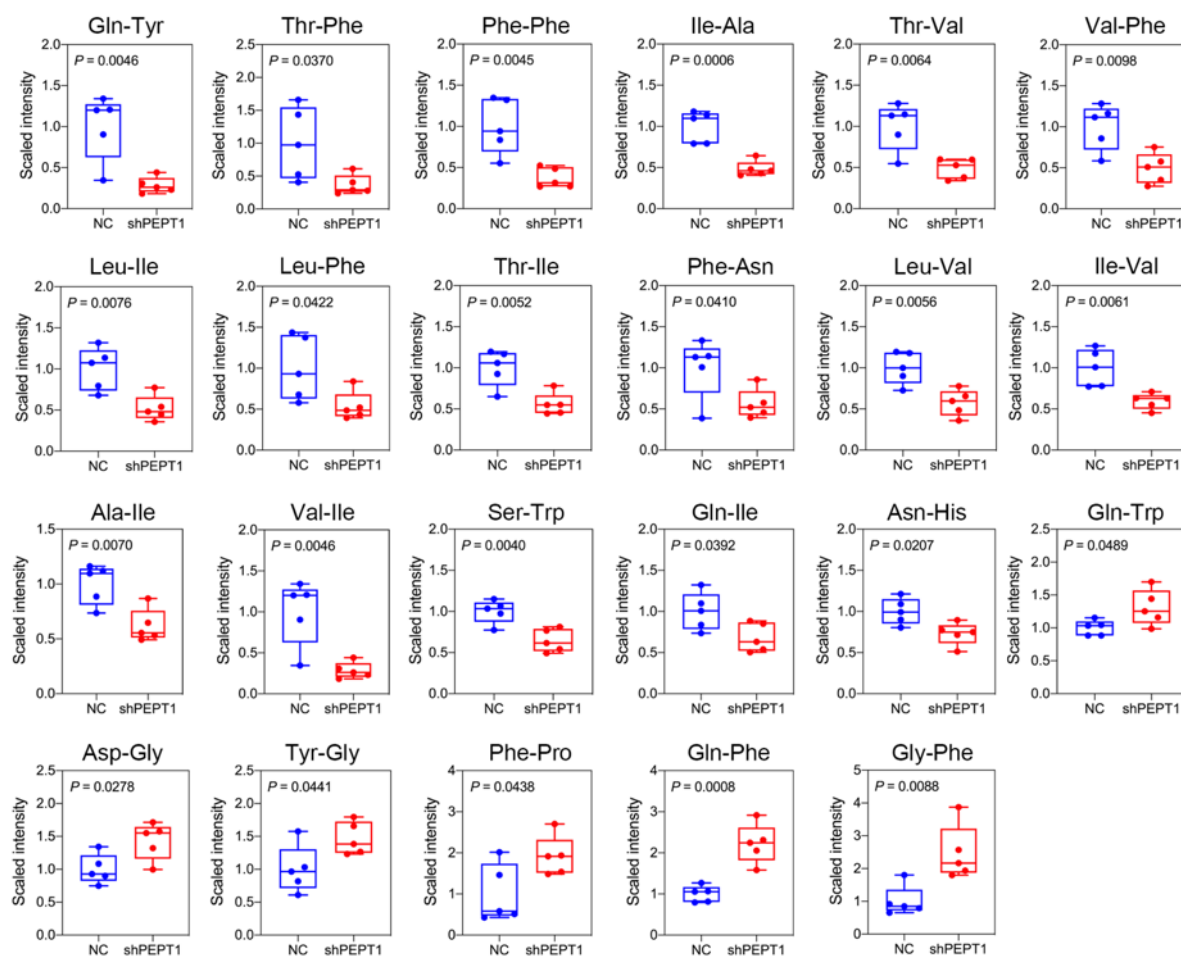 Gln-Tyr Thr-Phe Phe-Phe Ile-Ala Thr-Val Val-Phe
2.0 2.5 2.0 2.0 2.0 2.0
P = 0.0046 P = 0.0370 P = 0.0045 P = 0.0006 P = 0.0064 P = 0.0098
2.0
1.5 1.5 1.5 1.5 1.5
1.5
1.0 1.0 1.0 1.0 1.0
1.0
0.5 0.5 0.5 0.5 0.5 0.5
0.0 0.0 0.0 0.0 0.0 0.0
Scaled intensity Scaled intensity Scaled intensity Scaled intensity Scaled intensity Scaled intensity
NC shPEPT1 NC shPEPT1 NC shPEPT1 NC shPEPT1 NC shPEPT1 NC shPEPT1
Leu-Ile Leu-Phe Thr-Ile Phe-Asn Leu-Val Ile-Val
2.0 2.0 2.0 2.0 2.0 2.0
P = 0.0076 P = 0.0422 P = 0.0052 P = 0.0410 P = 0.0056 P = 0.0061
1.5 1.5 1.5 1.5 1.5 1.5
1.0 1.0 1.0 1.0 1.0 1.0
0.5 0.5 0.5 0.5 0.5 0.5
0.0 0.0 0.0 0.0 0.0 0.0
Scaled intensity Scaled intensity Scaled intensity Scaled intensity Scaled intensity Scaled intensity
NC shPEPT1 NC shPEPT1 NC shPEPT1 NC shPEPT1 NC shPEPT1 NC shPEPT1
Ala-Ile Val-Ile Ser-Trp Gln-Ile Asn-His Gln-Trp
1.5 2.0 2.0 2.0 2.0 2.5
P = 0.0070 P = 0.0046 P = 0.0040 P = 0.0392 P = 0.0207 P = 0.0489
2.0
1.5 1.5 1.5 1.5
1.0 1.5
1.0 1.0 1.0 1.0
1.0
0.5 0.5 0.5 0.5 0.5 0.5
0.0 0.0 0.0 0.0 0.0 0.0
Scaled intensity Scaled intensity Scaled intensity Scaled intensity Scaled intensity Scaled intensity
NC shPEPT1 NC shPEPT1 NC shPEPT1 NC shPEPT1 NC shPEPT1 NC shPEPT1
Asp-Gly Tyr-Gly Phe-Pro Gln-Phe Gly-Phe
2.5 2.5 4 4 5
P = 0.0278 P = 0.0441 P = 0.0438 P = 0.0008 P = 0.0088
2.0 2.0 4
3 3
1.5 1.5 3
2 2
1.0 1.0 2
1 1
0.5 0.5 1
0.0 0.0 0 0 0
Scaled intensity Scaled intensity Scaled intensity Scaled intensity Scaled intensity
NC shPEPT1 NC shPEPT1 NC shPEPT1 NC shPEPT1 NC shPEPT1